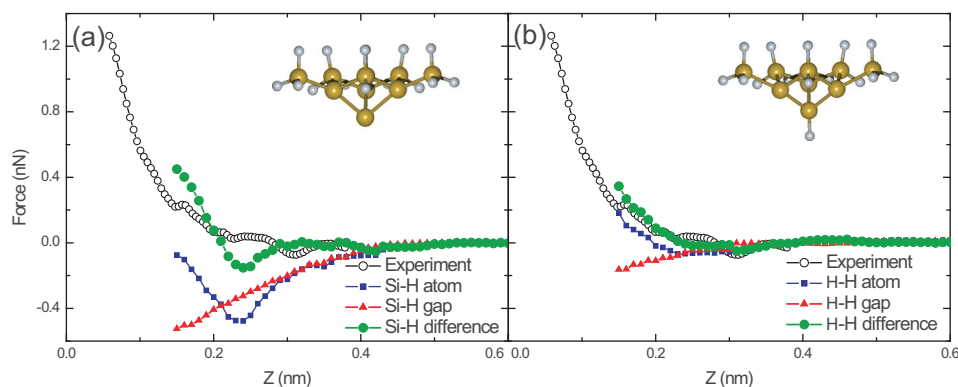 (a)
(b)
Force (nN)
1.2
0.8
0.4
0.0
-0.4
Experiment
Si-H atom
Si-H gap
Si-H difference
Experiment
H-H atom
H-H gap
H-H difference
0.0 0.2 0.4 0.6
0.2 0.4 0.6
Z (nm)
Z (nm)